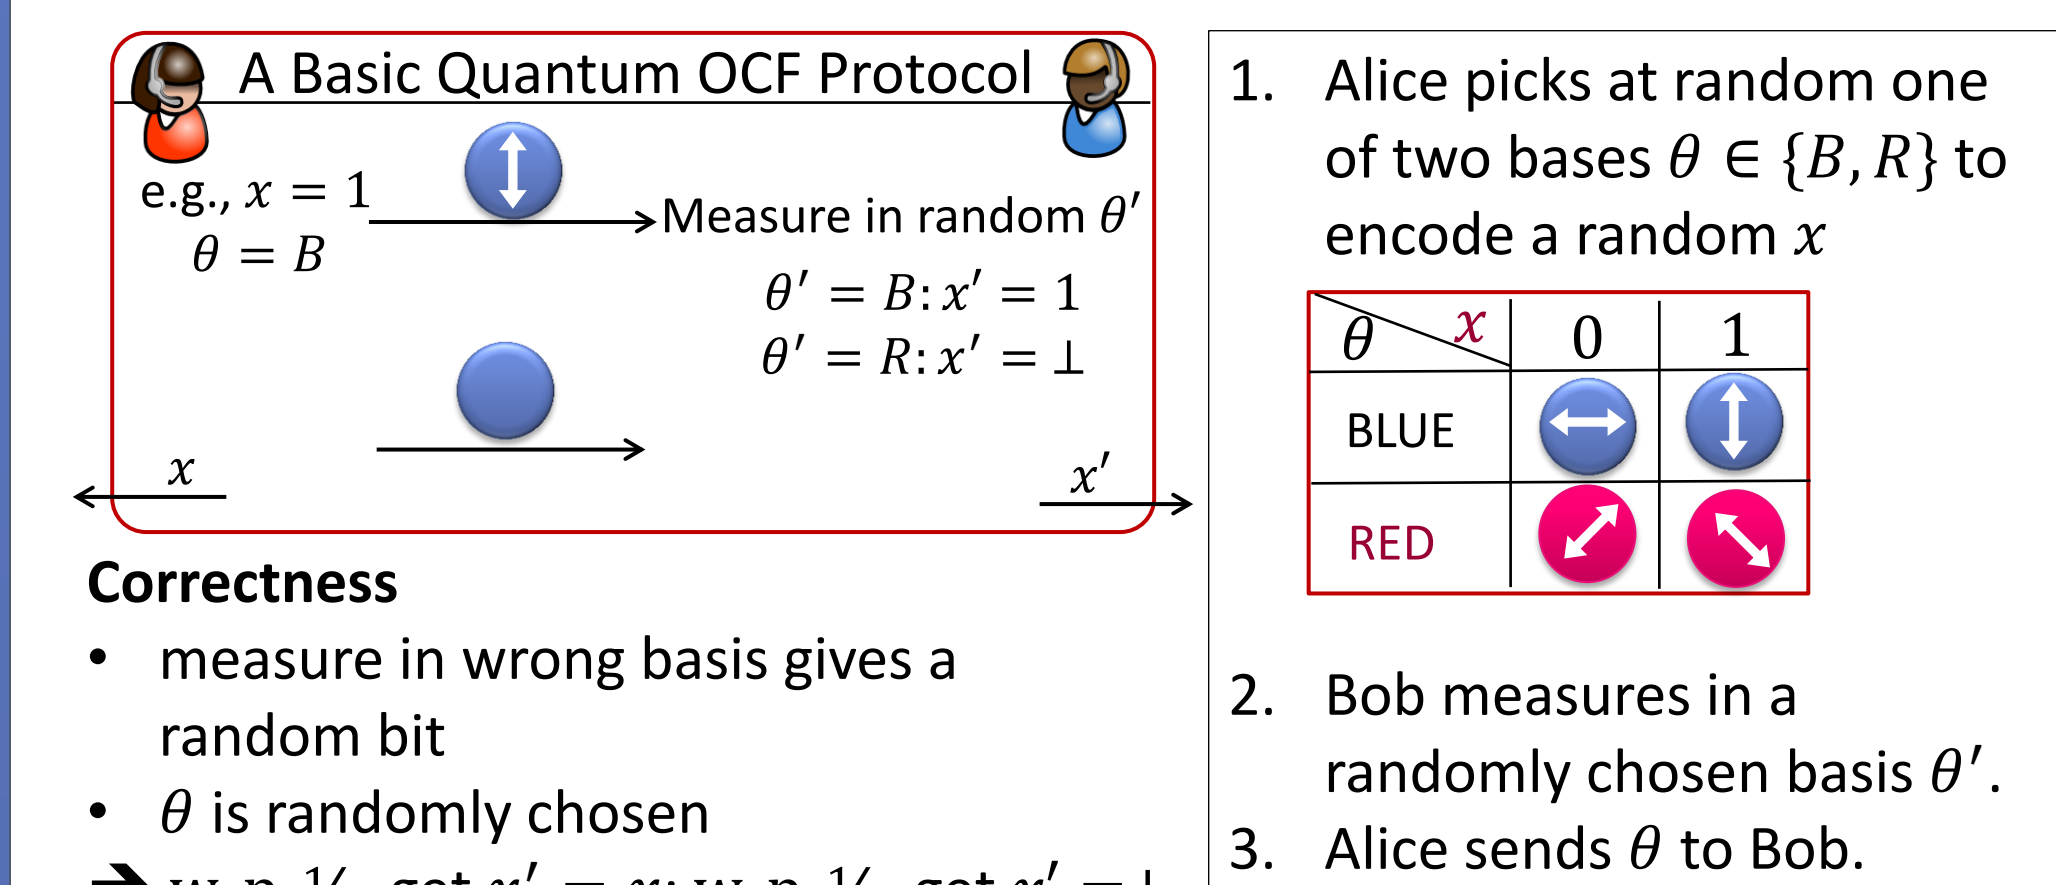 A Basic Quantum OCF Protocol
e.g., x = 1
θ = B
Measure in random θ′
θ′ = B: x′ = 1
θ′ = R: x′ = ⊥
x
x′
Correctness
• measure in wrong basis gives a
random bit
• θ is randomly chosen
1. Alice picks at random one
of two bases θ ∈ {B, R} to
encode a random x
θ x 0 1
BLUE
RED
2. Bob measures in a
randomly chosen basis θ′.
3. Alice sends θ to Bob.